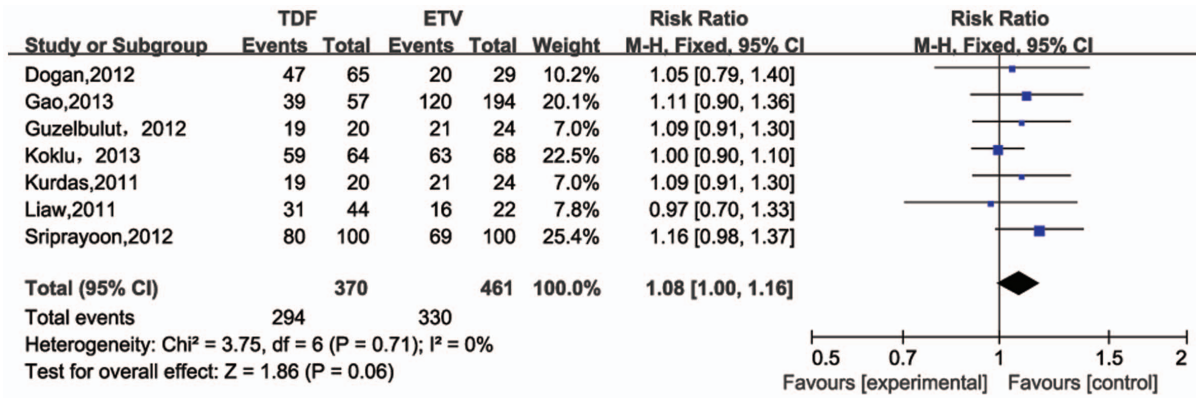 TDF ETV Risk Ratio Risk Ratio
Study or Subgroup Events Total Events Total Weight M-H, Fixed, 95% CI M-H, Fixed, 95% CI
Dogan,2012 47 65 20 29 10.2% 1.05 [0.79, 1.40]
Gao,2013 39 57 120 194 20.1% 1.11 [0.90, 1.36]
Guzelbulut，2012 19 20 21 24 7.0% 1.09 [0.91, 1.30]
Koklu，2013 59 64 63 68 22.5% 1.00 [0.90, 1.10]
Kurdas,2011 19 20 21 24 7.0% 1.09 [0.91, 1.30]
Liaw,2011 31 44 16 22 7.8% 0.97 [0.70, 1.33]
Sriprayoon,2012 80 100 69 100 25.4% 1.16 [0.98, 1.37]
Total (95% CI) 370 461 100.0% 1.08 [1.00, 1.16]
Total events 294 330
Heterogeneity: Chi² = 3.75, df = 6 (P = 0.71); I² = 0%
Test for overall effect: Z = 1.86 (P = 0.06)
0.5 0.7 1 1.5 2
Favours [experimental] Favours [control]